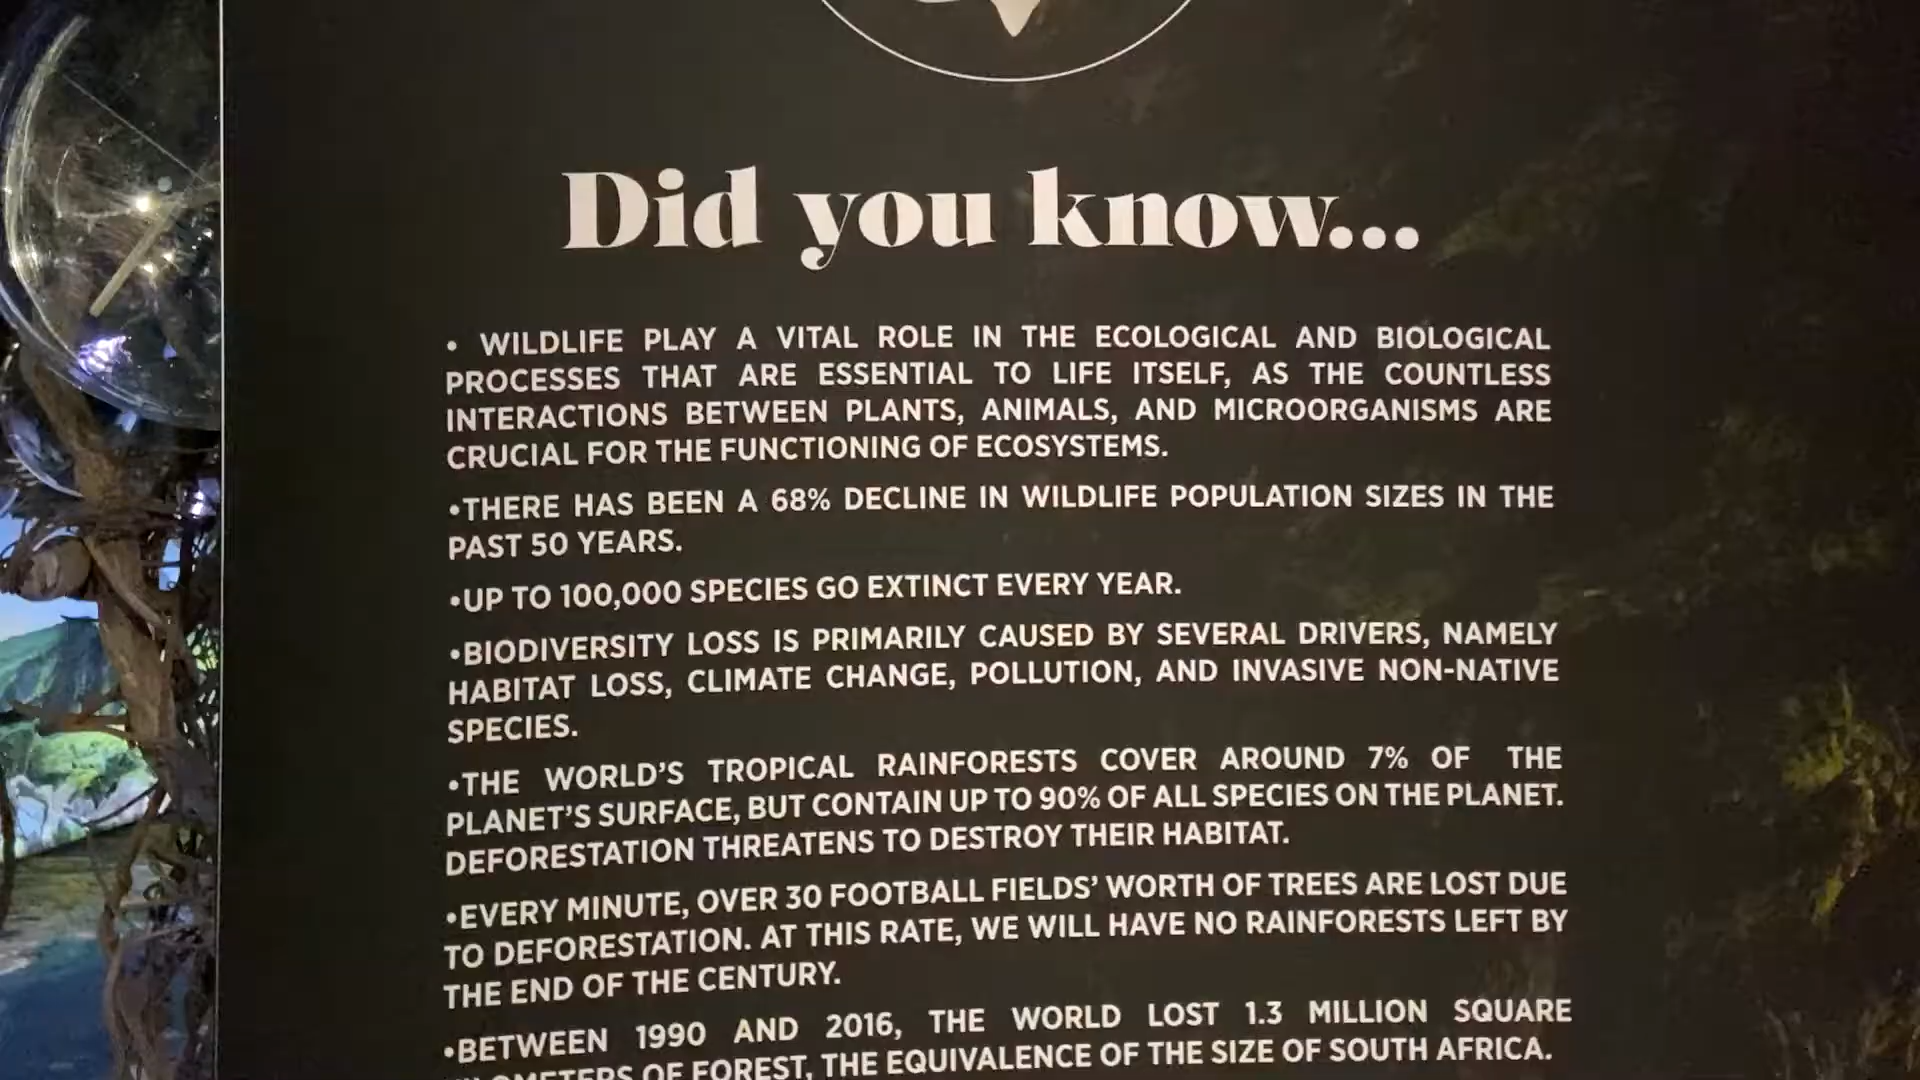 Did you know...
• WILDLIFE PLAY A VITAL ROLE IN THE ECOLOGICAL AND BIOLOGICAL
PROCESSES THAT ARE ESSENTIAL TO LIFE ITSELF, AS THE COUNTLESS
INTERACTIONS BETWEEN PLANTS, ANIMALS, AND MICROORGANISMS ARE
CRUCIAL FOR THE FUNCTIONING OF ECOSYSTEMS.
•THERE HAS BEEN A 68% DECLINE IN WILDLIFE POPULATION SIZES IN THE
PAST 50 YEARS.
•UP TO 100,000 SPECIES GO EXTINCT EVERY YEAR.
•BIODIVERSITY LOSS IS PRIMARILY CAUSED BY SEVERAL DRIVERS, NAMELY
HABITAT LOSS, CLIMATE CHANGE, POLLUTION, AND INVASIVE NON-NATIVE
SPECIES.
•THE WORLD'S TROPICAL RAINFORESTS COVER AROUND 7% OF THE
PLANET'S SURFACE, BUT CONTAIN UP TO 90% OF ALL SPECIES ON THE PLANET.
DEFORESTATION THREATENS TO DESTROY THEIR HABITAT.
•EVERY MINUTE, OVER 30 FOOTBALL FIELDS' WORTH OF TREES ARE LOST DUE
TO DEFORESTATION. AT THIS RATE, WE WILL HAVE NO RAINFORESTS LEFT BY
THE END OF THE CENTURY.
•BETWEEN 1990 AND 2016, THE WORLD LOST 1.3 MILLION SQUARE
OF FOREST, THE EQUIVALENCE OF THE SIZE OF SOUTH AFRICA.